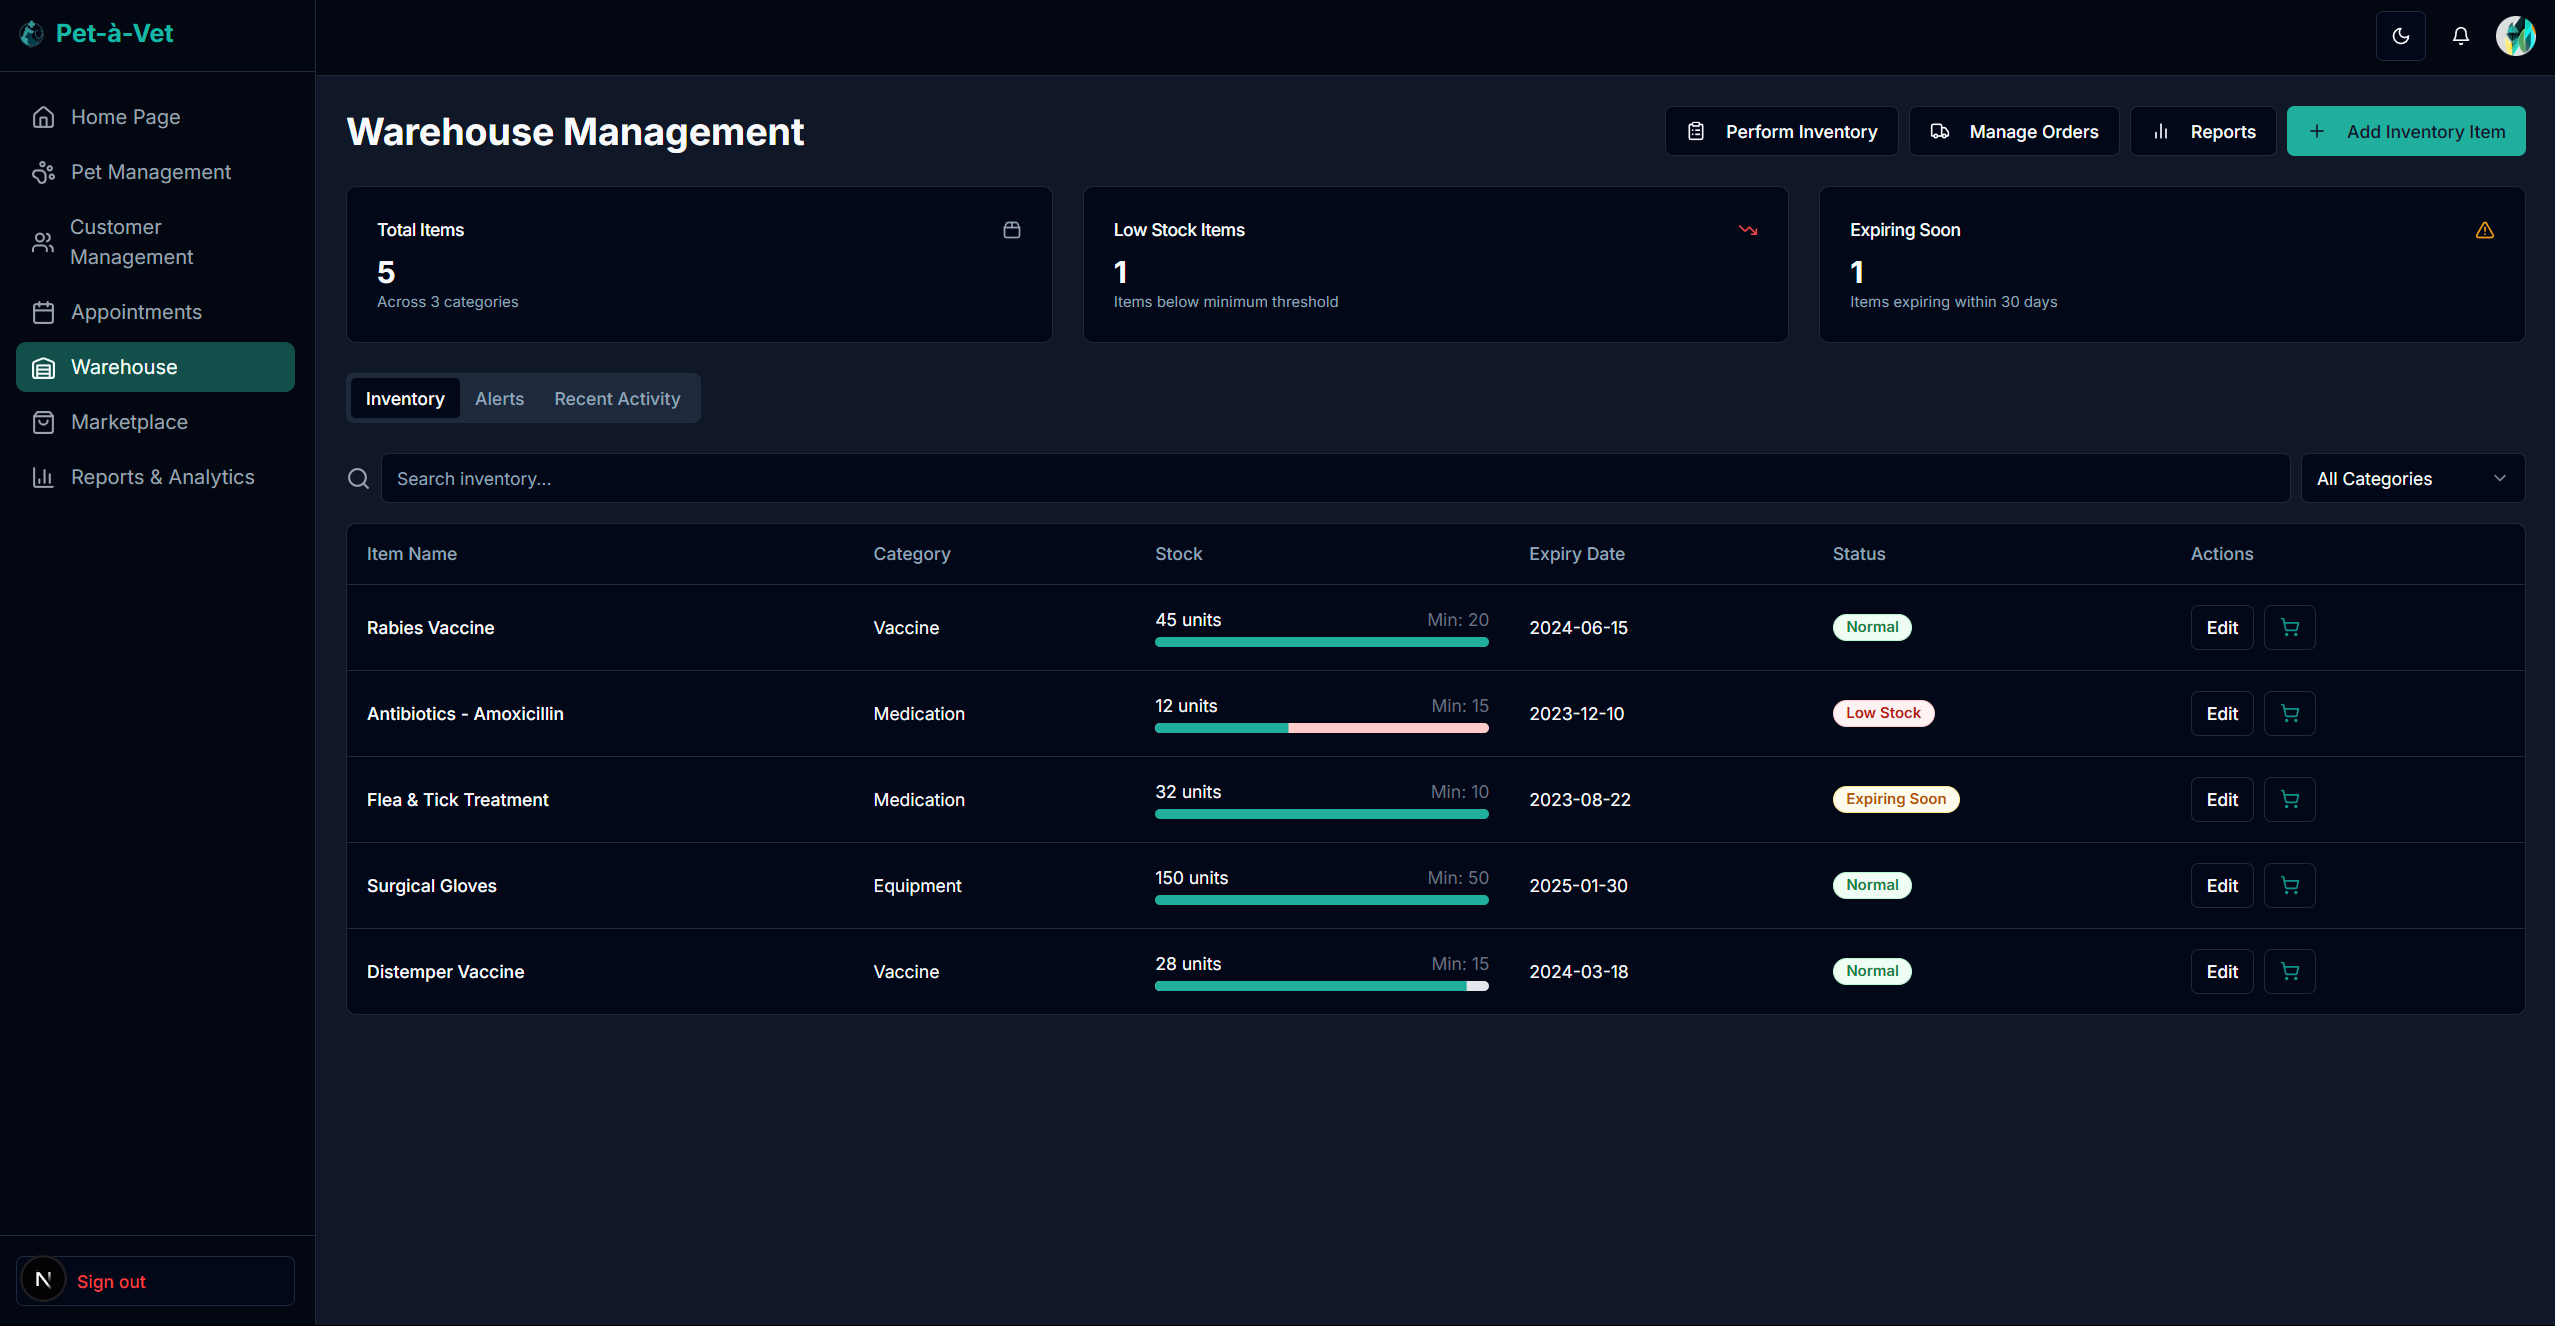 Pet-à-Vet
Home Page
Pet Management
Customer
Management
Appointments
Warehouse
Marketplace
Reports & Analytics
N
Sign out
Warehouse Management
Perform Inventory
Manage Orders
Reports
Add Inventory Item
Total Items
5
Across 3 categories
Low Stock Items
1
Items below minimum threshold
Expiring Soon
1
Items expiring within 30 days
Inventory Alerts Recent Activity
Search inventory...
All Categories
Item Name Category Stock Expiry Date Status Actions
Rabies Vaccine Vaccine 45 units Min: 20 2024-06-15 Normal Edit
Antibiotics - Amoxicillin Medication 12 units Min: 15 2023-12-10 Low Stock Edit
Flea & Tick Treatment Medication 32 units Min: 10 2023-08-22 Expiring Soon Edit
Surgical Gloves Equipment 150 units Min: 50 2025-01-30 Normal Edit
Distemper Vaccine Vaccine 28 units Min: 15 2024-03-18 Normal Edit